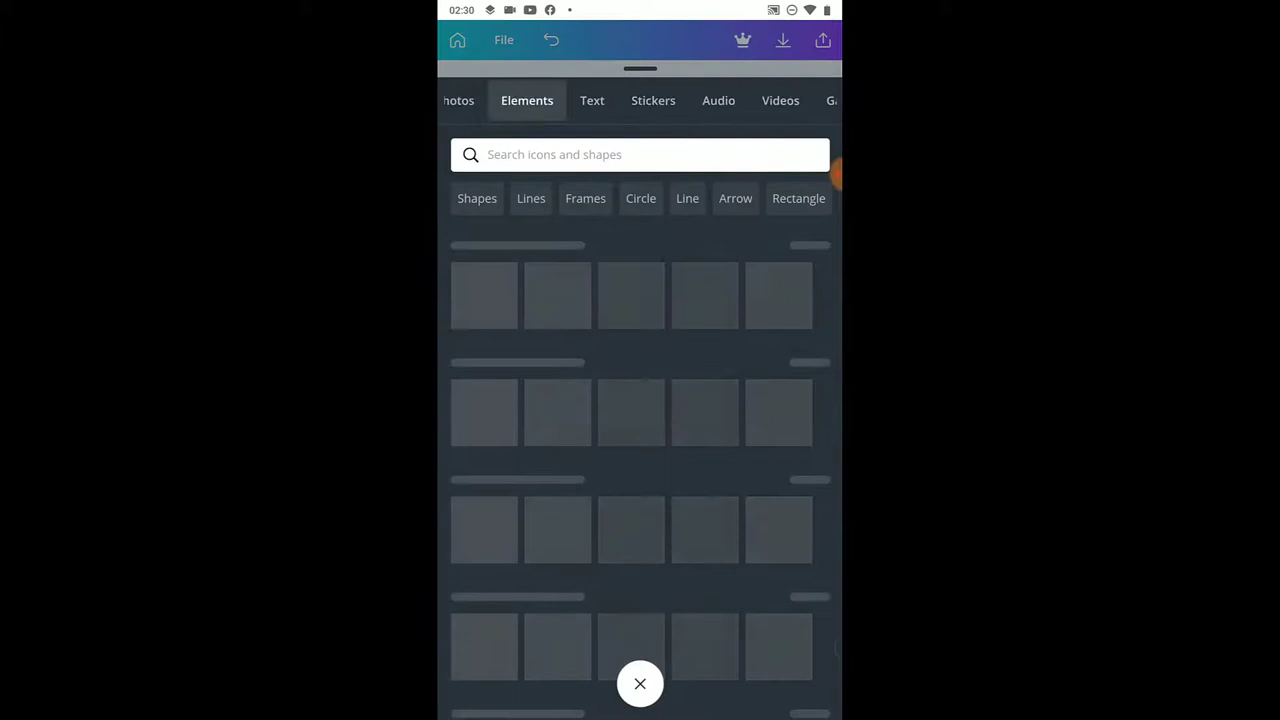 02:30
File
hotos Elements Text Stickers Audio Videos
Search icons and shapes
Shapes Lines Frames Circle Line Arrow Rectangle